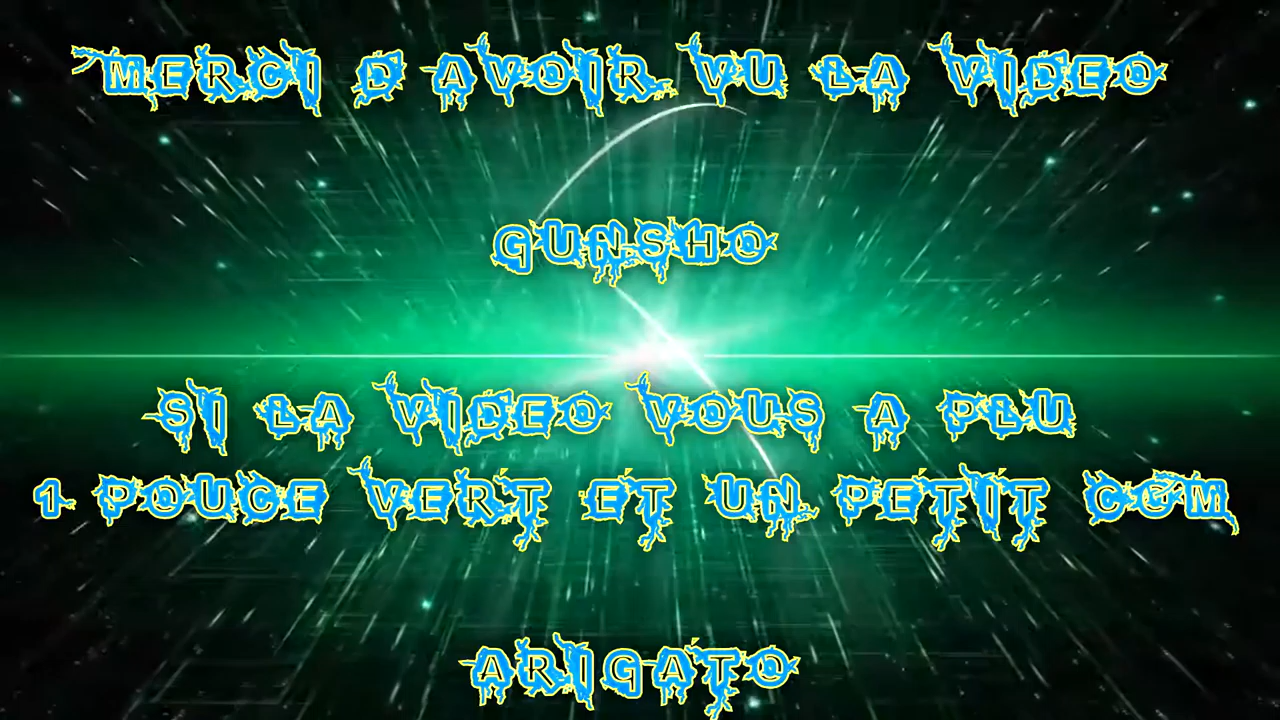 MERCI D AVOIR VU LA VIDEO
GUNSHO
SI LA VIDEO VOUS A PLU
1 POUCE VERT ET UN PETIT COM
ARIGATO